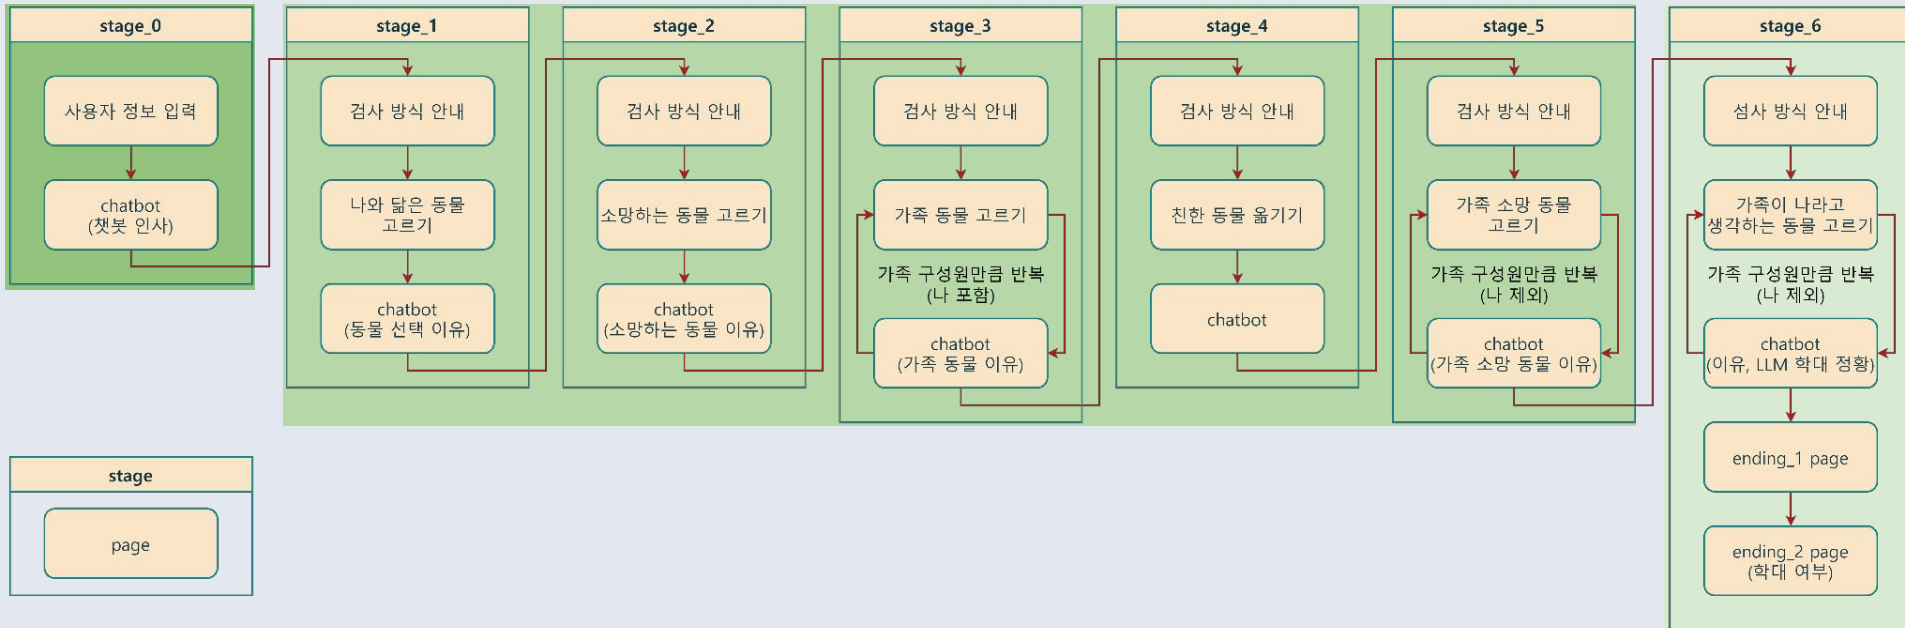 stage_0
사용자 정보 입력
chatbot
(챗봇 인사)
stage_1
검사 방식 안내
나와 닮은 동물
고르기
chatbot
(동물 선택 이유)
stage_2
검사 방식 안내
소망하는 동물 고르기
chatbot
(소망하는 동물 이유)
stage_3
검사 방식 안내
가족 동물 고르기
가족 구성원만큼 반복
(나 포함)
chatbot
(가족 동물 이유)
stage_4
검사 방식 안내
친한 동물 옮기기
chatbot
stage_5
검사 방식 안내
가족 소망 동물
고르기
가족 구성원만큼 반복
(나 제외)
chatbot
(가족 소망 동물 이유)
stage_6
섬사 방식 안내
가족이 나라고
생각하는 동물 고르기
가족 구성원만큼 반복
(나 제외)
chatbot
(이유, LLM 학대 정황)
ending_1 page
ending_2 page
(학대 여부)
stage
page